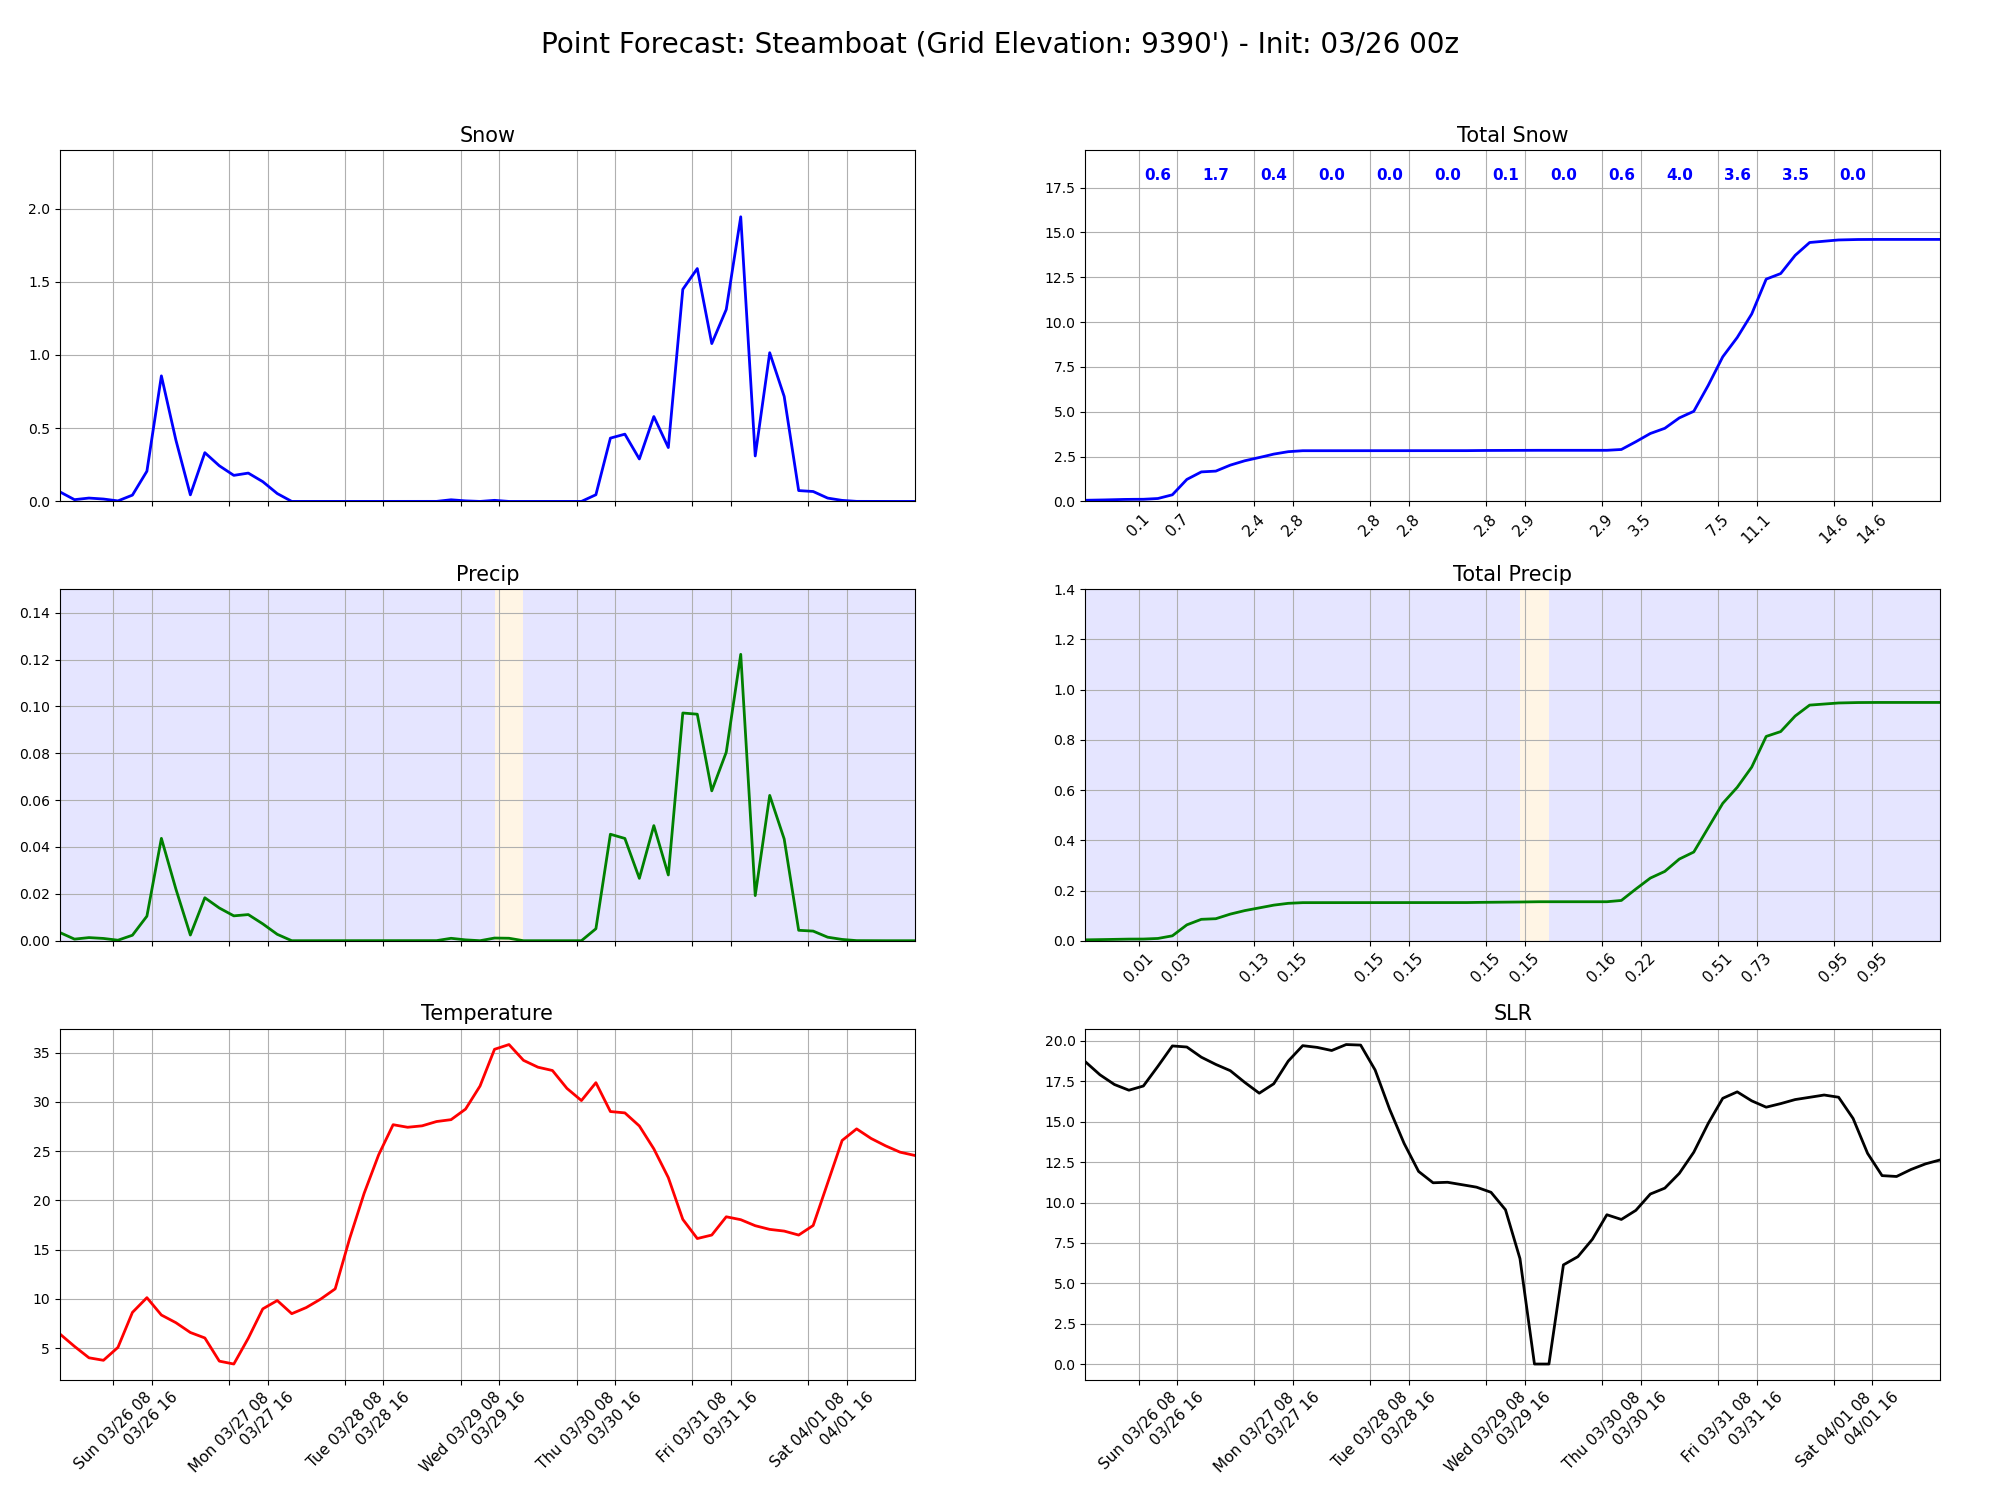 Point Forecast: Steamboat (Grid Elevation: 9390') - Init: 03/26 00z
Snow
2.0
1.5
1.0
0.5
0.0
Total Snow
0.6 1.7 0.4 0.0 0.0 0.0 0.1 0.0 0.6 4.0 3.6 3.5 0.0
17.5
15.0
12.5
10.0
7.5
5.0
2.5
0.0
0.1 0.7 2.4 2.8 2.8 2.8 2.8 2.9 2.9 3.5 7.5 11.1 14.6 14.6
Precip
0.14
0.12
0.10
0.08
0.06
0.04
0.02
0.00
Total Precip
1.4
1.2
1.0
0.8
0.6
0.4
0.2
0.0
0.01 0.03 0.13 0.15 0.15 0.15 0.15 0.15 0.16 0.22 0.51 0.73 0.95 0.95
Temperature
35
30
25
20
15
10
5
Sun 03/26 08
03/26 16
Mon 03/27 08
03/27 16
Tue 03/28 08
03/28 16
Wed 03/29 08
03/29 16
Thu 03/30 08
03/30 16
Fri 03/31 08
03/31 16
Sat 04/01 08
04/01 16
SLR
20.0
17.5
15.0
12.5
10.0
7.5
5.0
2.5
0.0
Sun 03/26 08
03/26 16
Mon 03/27 08
03/27 16
Tue 03/28 08
03/28 16
Wed 03/29 08
03/29 16
Thu 03/30 08
03/30 16
Fri 03/31 08
03/31 16
Sat 04/01 08
04/01 16